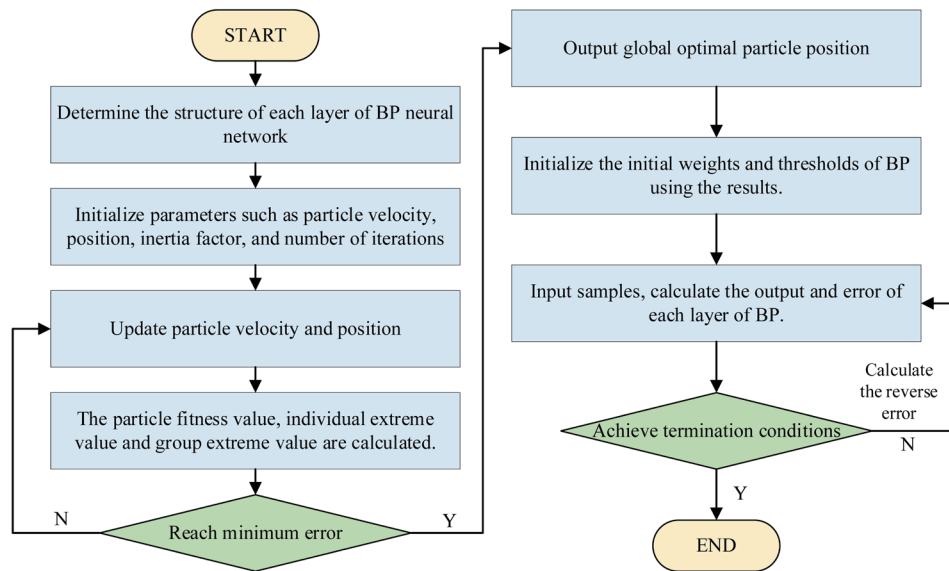 START
Determine the structure of each layer of BP neural
network
Initialize parameters such as particle velocity,
position, inertia factor, and number of iterations
Update particle velocity and position
The particle fitness value, individual extreme
value and group extreme value are calculated.
N
Reach minimum error
Y
Output global optimal particle position
Initialize the initial weights and thresholds of BP
using the results.
Input samples, calculate the output and error of
each layer of BP.
Calculate
the reverse
error
Achieve termination conditions
N
Y
END